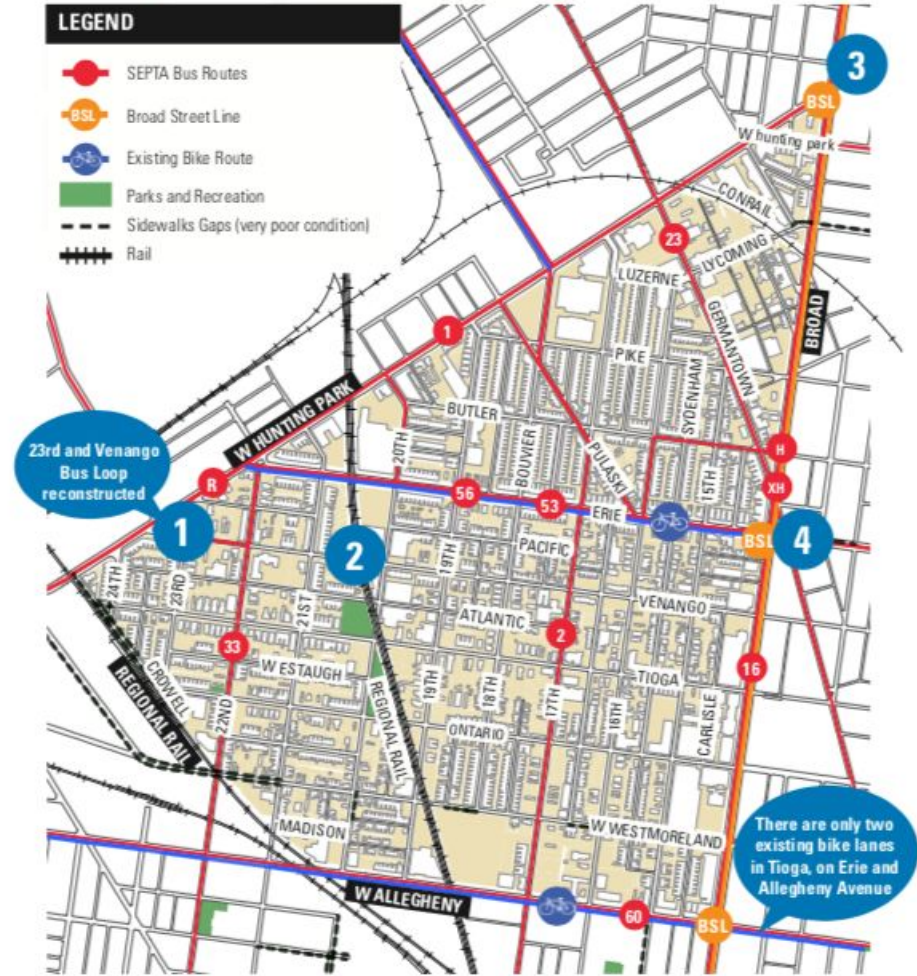 LEGEND
SEPTA Bus Routes
BSL
Broad Street Line
Existing Bike Route
Parks and Recreation
Sidewalks Gaps (very poor condition)
Rail
3
BSL
W hunting park
CONRAIL
23
LYCOMING
LUZERNE
GERMANTOWN
BROAD
1
PIKE
SYDENHAM
W HUNTING PARK
BUTLER
20TH
BOUVIER
PULASKI
H
23rd and Venango
Bus Loop
reconstructed
R
56
53
ERIE
15TH
XH
1
2
BSL
4
PACIFIC
19TH
24TH
23RD
21ST
ATLANTIC
VENANGO
33
2
16
W ESTAUGH
TIOGA
CROWELL
REGIONAL RAIL
REGIONAL RAIL
19TH
18TH
17TH
16TH
CARLISLE
22ND
ONTARIO
MADISON
W WESTMORELAND
There are only two
existing bike lanes
in Tioga, on Erie and
Allegheny Avenue
W ALLEGHENY
60
BSL